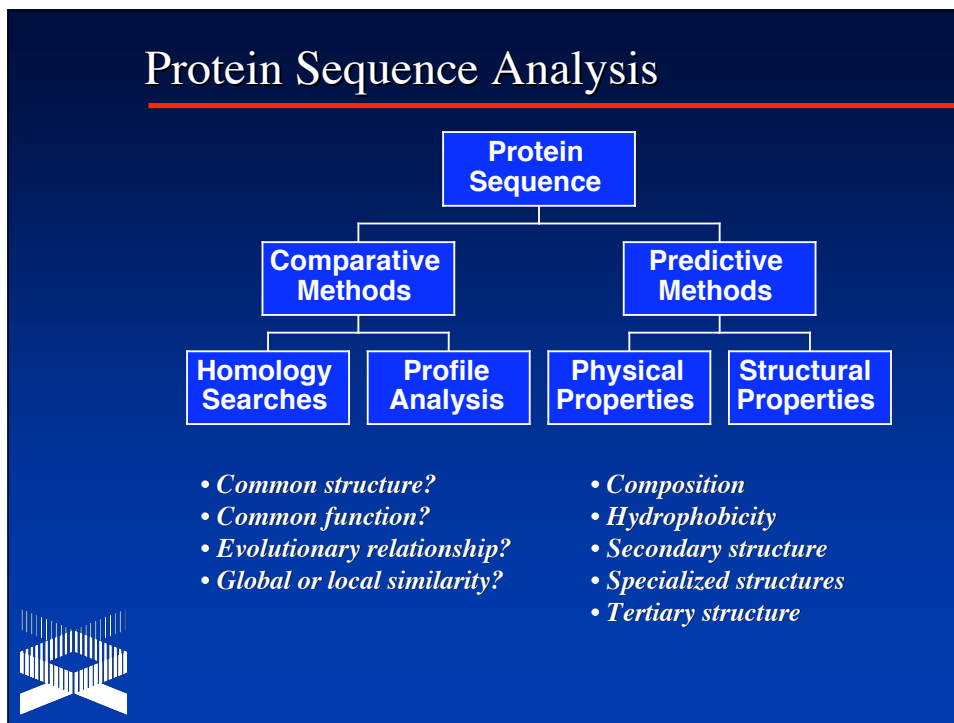 Protein Sequence Analysis
Protein
Sequence
Comparative
Methods
Predictive
Methods
Homology
Searches
Profile
Analysis
Physical
Properties
Structural
Properties
• Common structure?
• Common function?
• Evolutionary relationship?
• Global or local similarity?
• Composition
• Hydrophobicity
• Secondary structure
• Specialized structures
• Tertiary structure